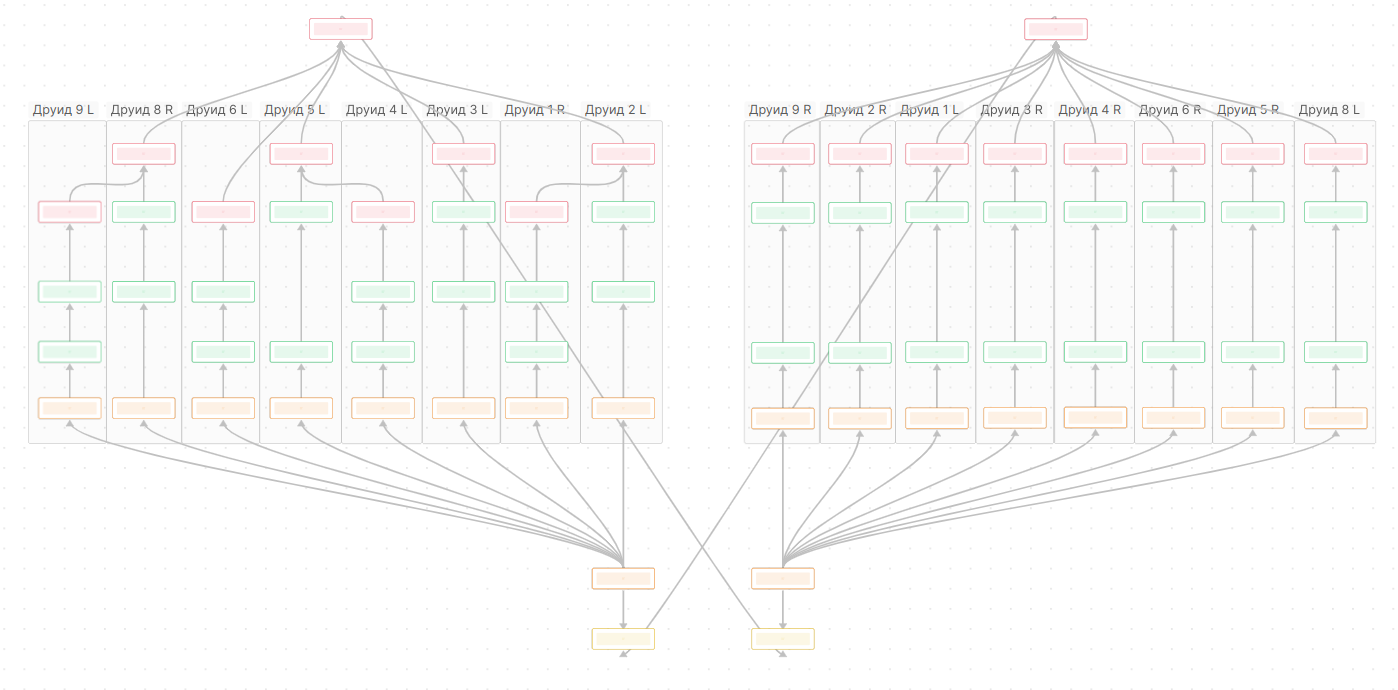 Друид 9 L
Друид 8 R
Друид 6 L
Друид 5 L
Друид 4 L
Друид 3 L
Друид 1 R
Друид 2 L
Друид 9 R
Друид 2 R
Друид 1 L
Друид 3 R
Друид 4 R
Друид 6 R
Друид 5 R
Друид 8 L